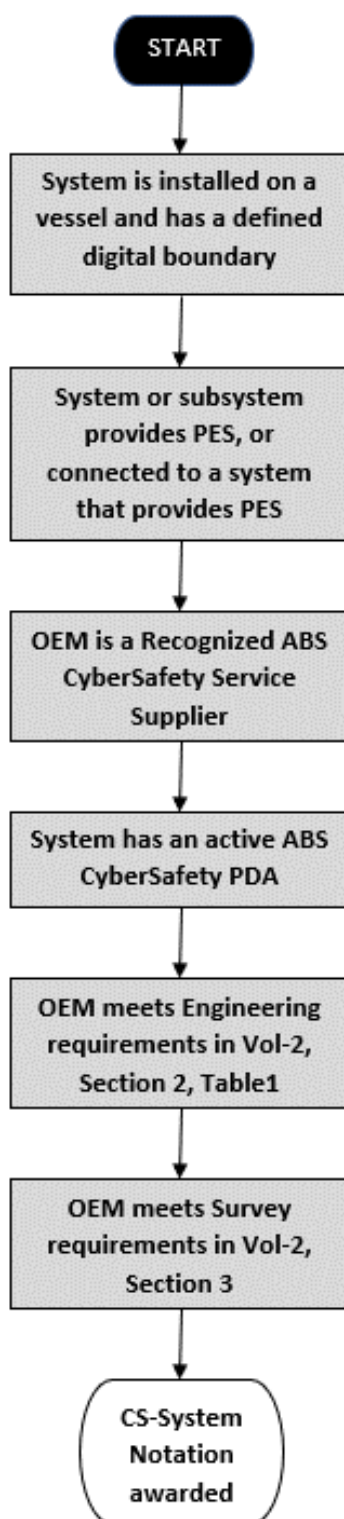 START
System is installed on a
vessel and has a defined
digital boundary
System or subsystem
provides PES, or
connected to a system
that provides PES
OEM is a Recognized ABS
CyberSafety Service
Supplier
System has an active ABS
CyberSafety PDA
OEM meets Engineering
requirements in Vol-2,
Section 2, Table1
OEM meets Survey
requirements in Vol-2,
Section 3
CS-System
Notation
awarded